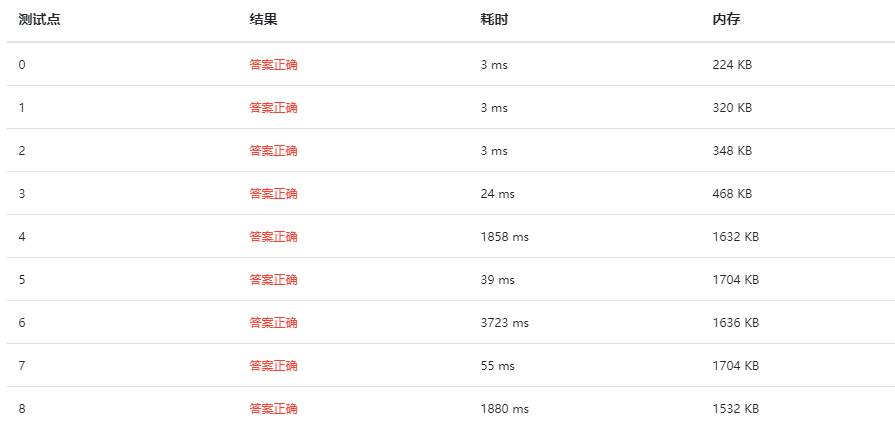 测试点 结果 耗时 内存
0 答案正确 3 ms 224 KB
1 答案正确 3 ms 320 KB
2 答案正确 3 ms 348 KB
3 答案正确 24 ms 468 KB
4 答案正确 1858 ms 1632 KB
5 答案正确 39 ms 1704 KB
6 答案正确 3723 ms 1636 KB
7 答案正确 55 ms 1704 KB
8 答案正确 1880 ms 1532 KB